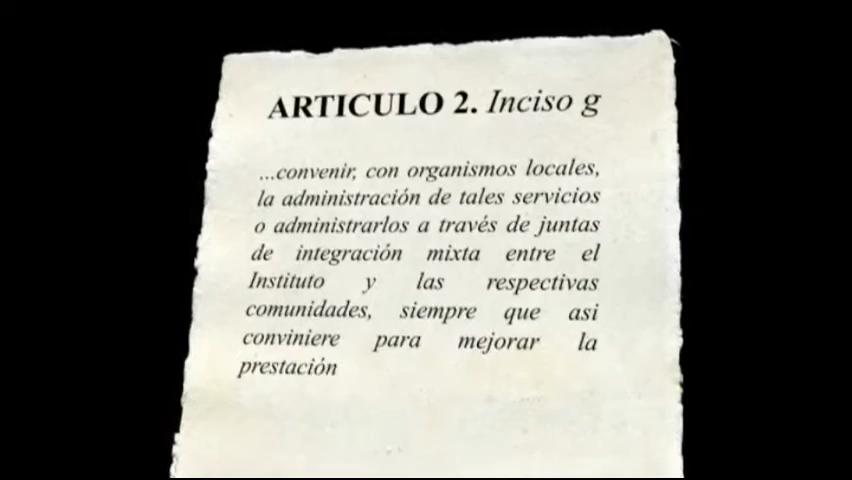 ARTICULO 2. Inciso g
...convenir, con organismos locales,
la administración de tales servicios
o administrarlos a través de juntas
de integración mixta entre el
Instituto y las respectivas
comunidades, siempre que asi
conviniere para mejorar la
prestación